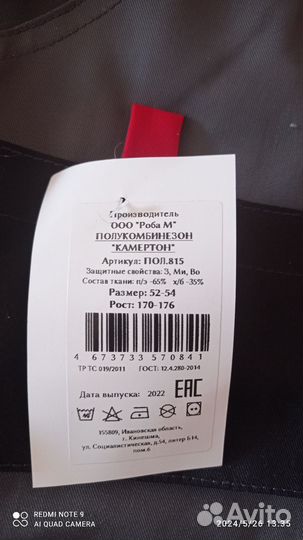 Производитель
ООО "Роба М"
ПОЛУКОМБИНЕЗОН
"КАМЕРТОН"
Артикул: ПОЛ.815
Защитные свойства: З, Ми, Во
Состав ткани: п/э -65% х/б -35%
Размер: 52-54
Рост: 170-176
4 673733 570841
ТР ТС 019/2011 ГОСТ: 12.4.280-2014
Дата выпуска: 2022 EAC
155809, Ивановская область,
г. Кинешма,
ул. Социалистическая, д.54, литер Б14,
пом.6
REDMI NOTE 9
AI QUAD CAMERA
Avito
2024/5/26 13:35